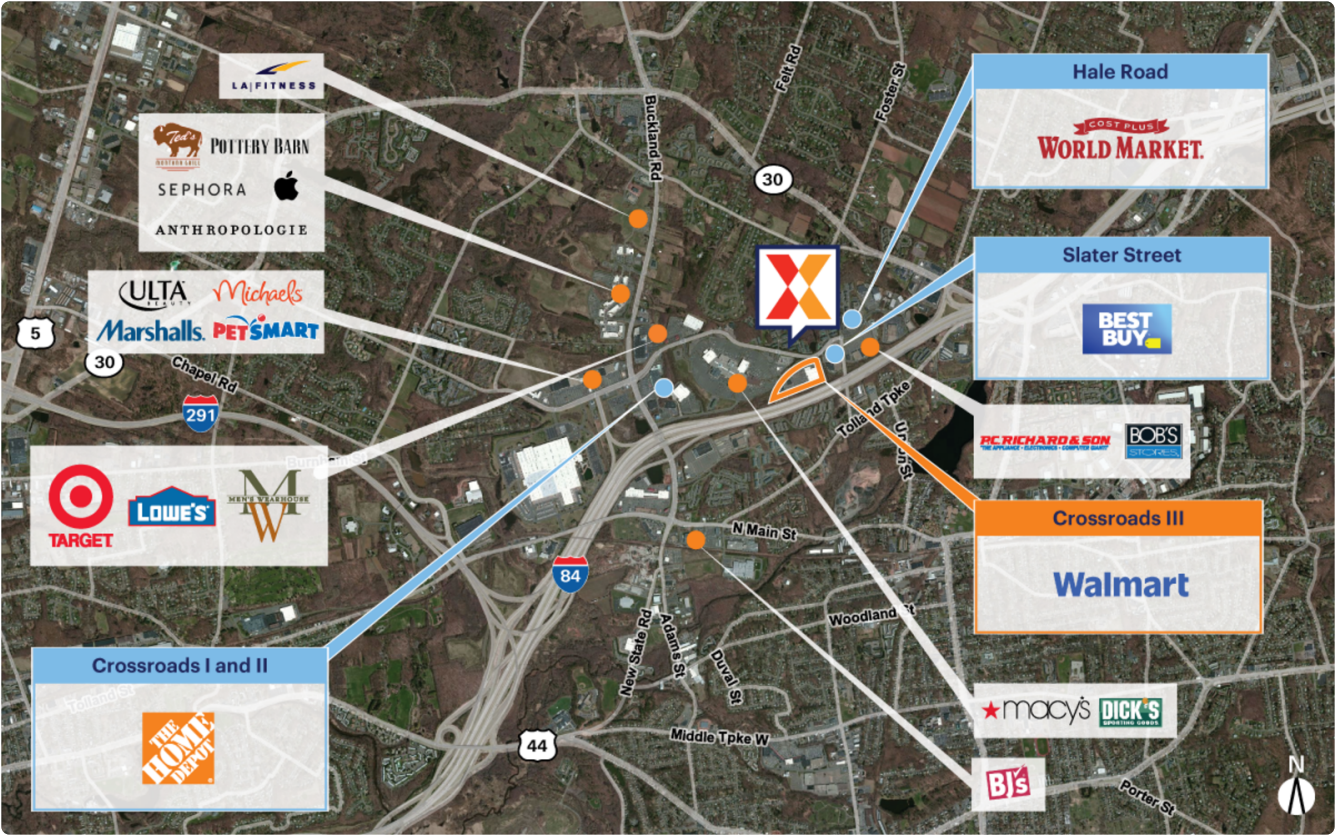 LA|FITNESS
Buckland Rd
Felt Rd
Foster St
Hale Road
COST PLUS
WORLD MARKET.
Ted's
MONTANA GRILL
POTTERY BARN
SEPHORA
ANTHROPOLOGIE
30
Slater Street
BEST
BUY
ULTA
BEAUTY
Michaels
Marshalls.
PETSMART
5
30
Chapel Rd
291
Tolland Tpke
Union St
P.C. RICHARD & SON
THE APPLIANCE • ELECTRONICS • COMPUTER GIANT
BOB'S
STORES
Burnham St
TARGET
LOWE'S
M
MEN'S WEARHOUSE
W
Crossroads III
Walmart
N Main St
84
Woodland St
New State Rd
Adams St
Duval St
Crossroads I and II
THE
HOME
DEPOT
Tolland St
macy's
DICK'S
SPORTING GOODS
44
Middle Tpke W
BJ's
Porter St
N